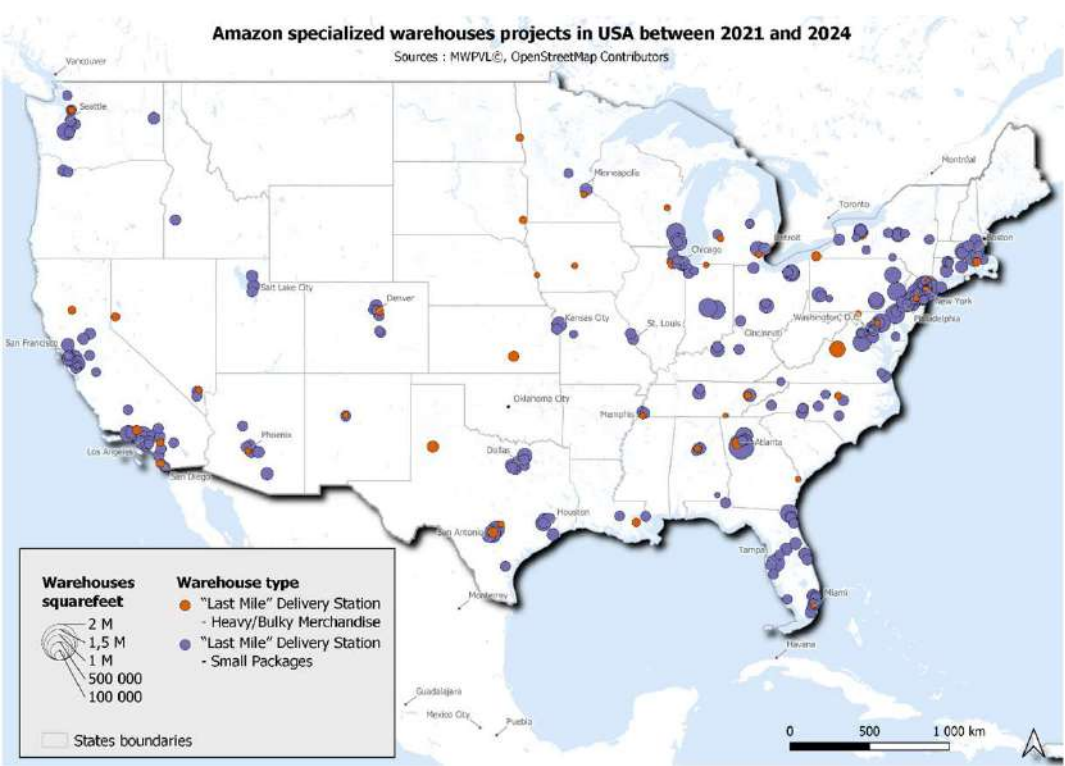 Amazon specialized warehouses projects in USA between 2021 and 2024
Sources : MWPVL©, OpenStreetMap Contributors
Vancouver
Seattle
Montréal
Minneapolis
Toronto
Boston
Detroit
Chicago
Salt Lake City
Denver
New York
Kansas City
Washington, D.C.
Philadelphia
St. Louis
Cincinnati
San Francisco
Oklahoma City
Memphis
Phoenix
Atlanta
Los Angeles
Dallas
San Diego
Houston
San Antonio
Tampa
Miami
Monterrey
Havana
Guadalajara
Mexico City
Puebla
Warehouses
squarefeet
2 M
1,5 M
1 M
500 000
100 000
Warehouse type
“Last Mile” Delivery Station
- Heavy/Bulky Merchandise
“Last Mile” Delivery Station
- Small Packages
States boundaries
0 500 1 000 km